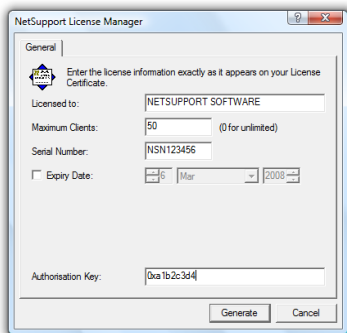 NetSupport License Manager
General
Enter the license information exactly as it appears on your License
Certificate.
Licensed to: NETSUPPORT SOFTWARE
Maximum Clients: 50 (0 for unlimited)
Serial Number: NSN123456
Expiry Date: 6 Mar 2008
Authorisation Key: 0xa1b2c3d4
Generate Cancel